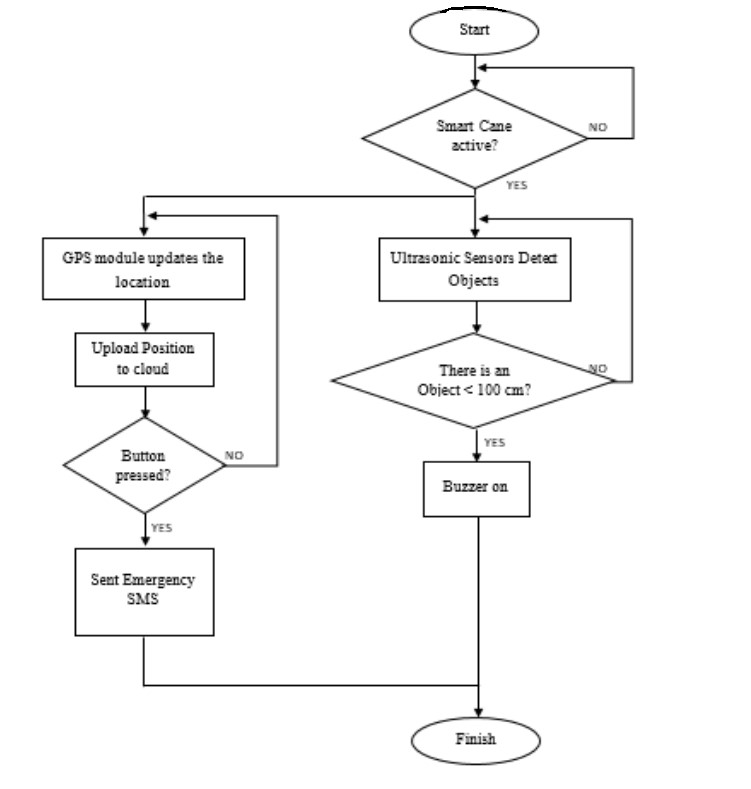 Start
Smart Cane
active?
NO
YES
GPS module updates the
location
Ultrasonic Sensors Detect
Objects
Upload Position
to cloud
There is an
Object < 100 cm?
NO
Button
pressed?
NO
YES
Buzzer on
YES
Sent Emergency
SMS
Finish